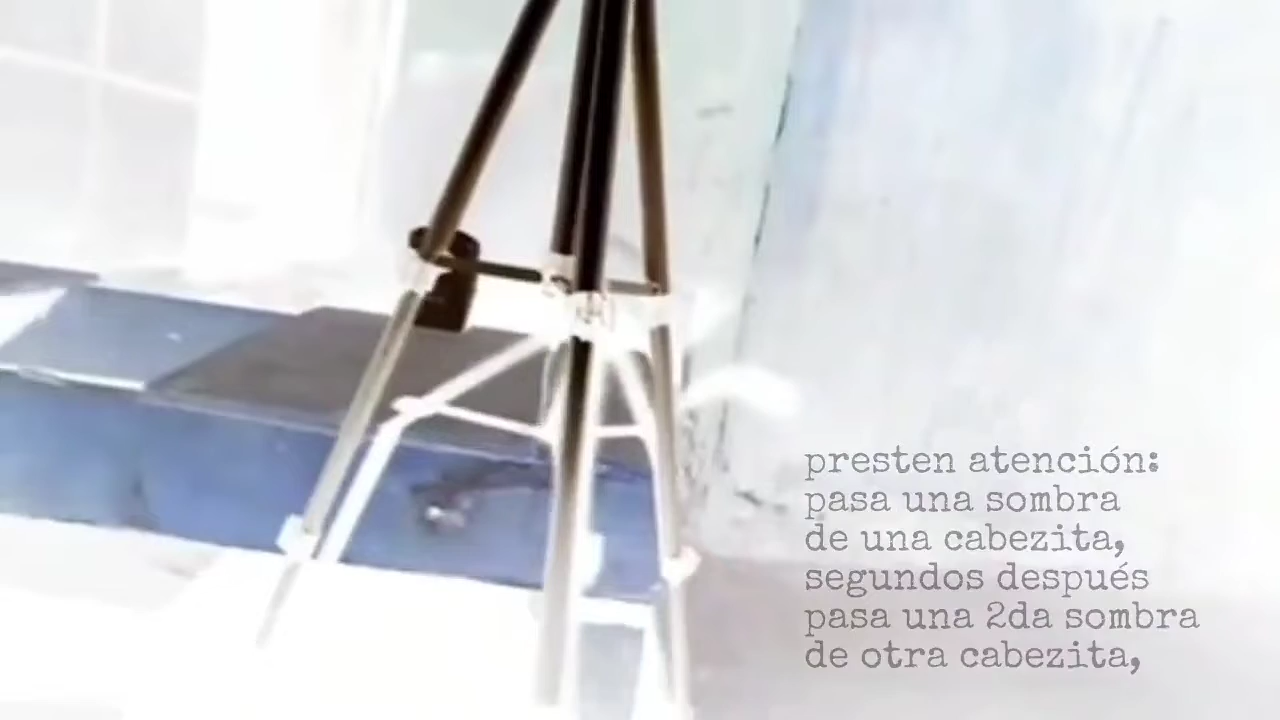 presten atención:
pasa una sombra
de una cabezita,
segundos después
pasa una 2da sombra
de otra cabezita,